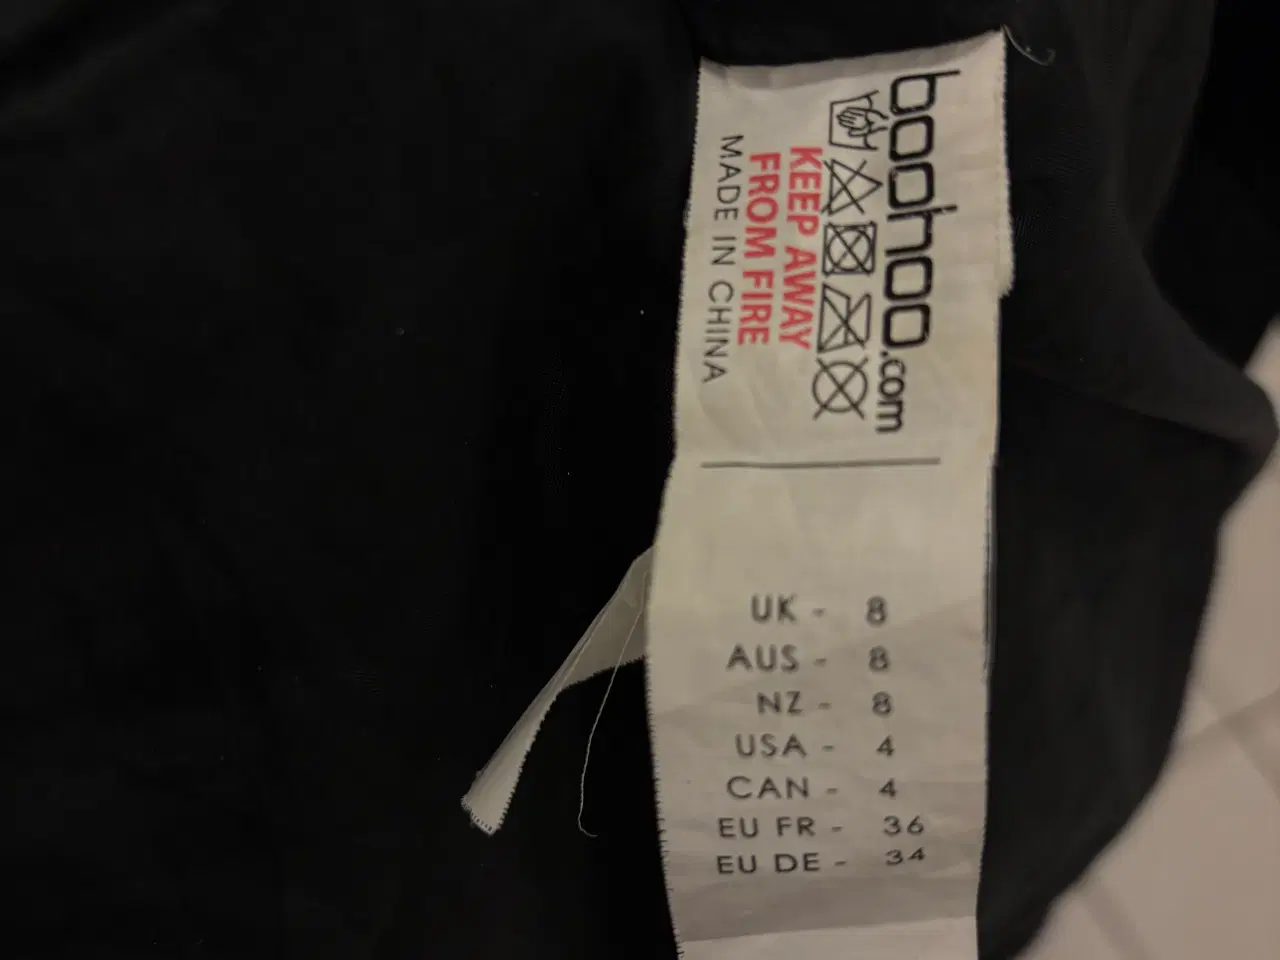 boohoo.com
KEEP AWAY
FROM FIRE
MADE IN CHINA
UK - 8
AUS - 8
NZ - 8
USA - 4
CAN - 4
EU FR - 36
EU DE - 34